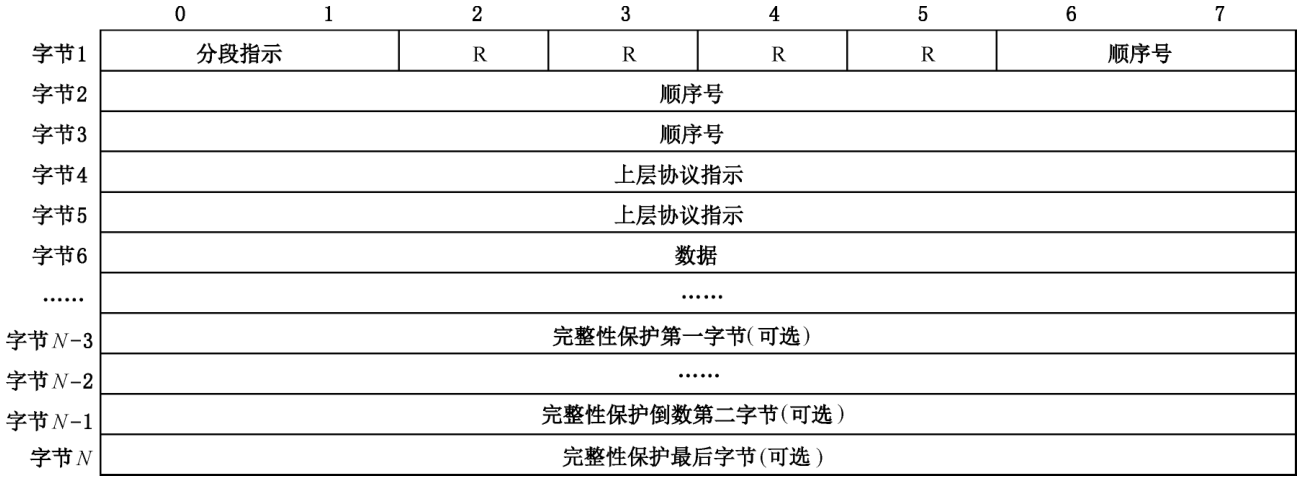 0 1 2 3 4 5 6 7
字节1 分段指示 R R R R 顺序号
字节2 顺序号
字节3 顺序号
字节4 上层协议指示
字节5 上层协议指示
字节6 数据
…… ……
字节N-3 完整性保护第一字节(可选)
字节N-2 ……
字节N-1 完整性保护倒数第二字节(可选)
字节N 完整性保护最后字节(可选)